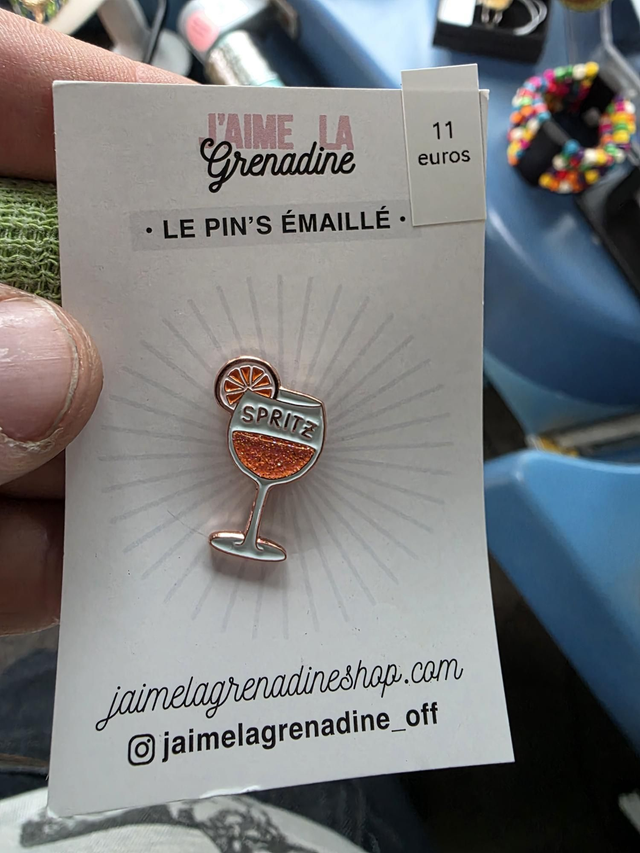 J'AIME LA
Grenadine
11
euros
• LE PIN'S ÉMAILLÉ •
SPRITZ
jaimelagrenadineshop.com
jaimelagrenadine_off